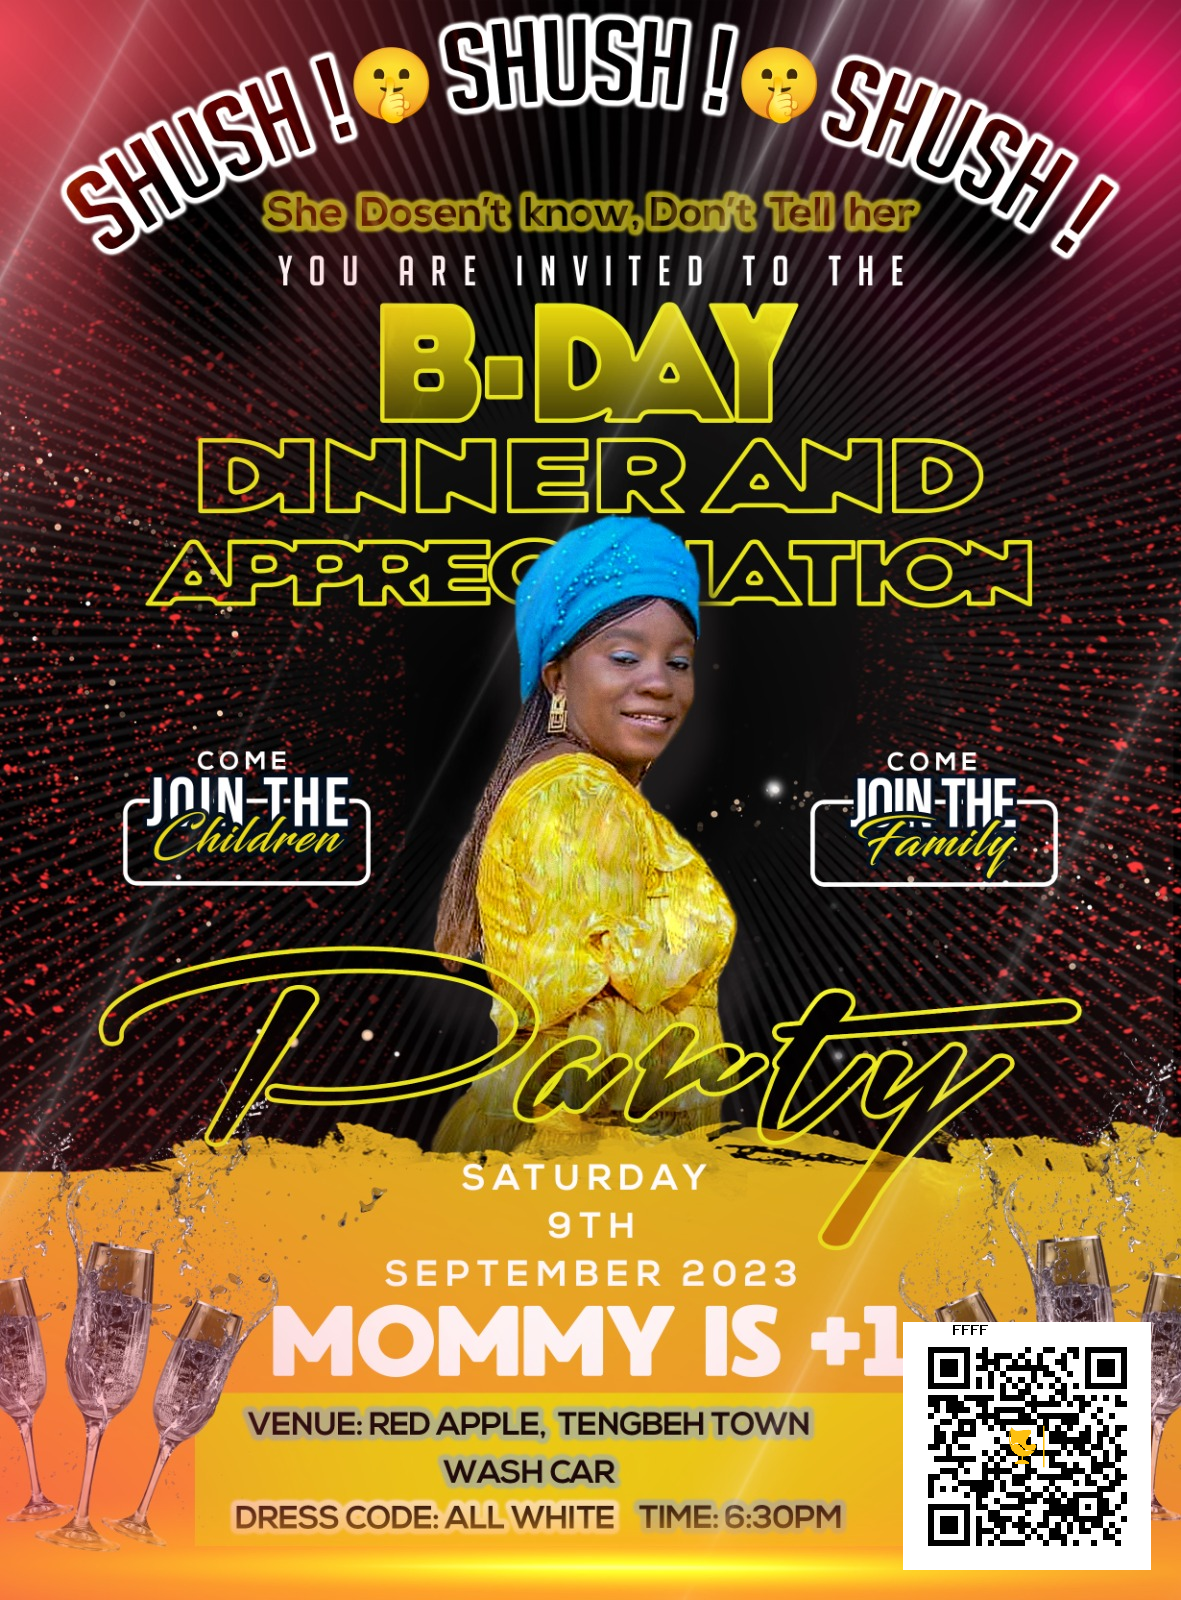 SHUSH ! 🤫 SHUSH ! 🤫 SHUSH !
She Dosen't know, Don't Tell her
YOU ARE INVITED TO THE
B-DAY
DINNER AND
APPRECIATION
COME
JOIN THE
Children
COME
JOIN THE
Family
Party
SATURDAY
9TH
SEPTEMBER 2023
MOMMY IS +1
FFFF
VENUE: RED APPLE, TENGBEH TOWN
WASH CAR
DRESS CODE: ALL WHITE TIME: 6:30PM